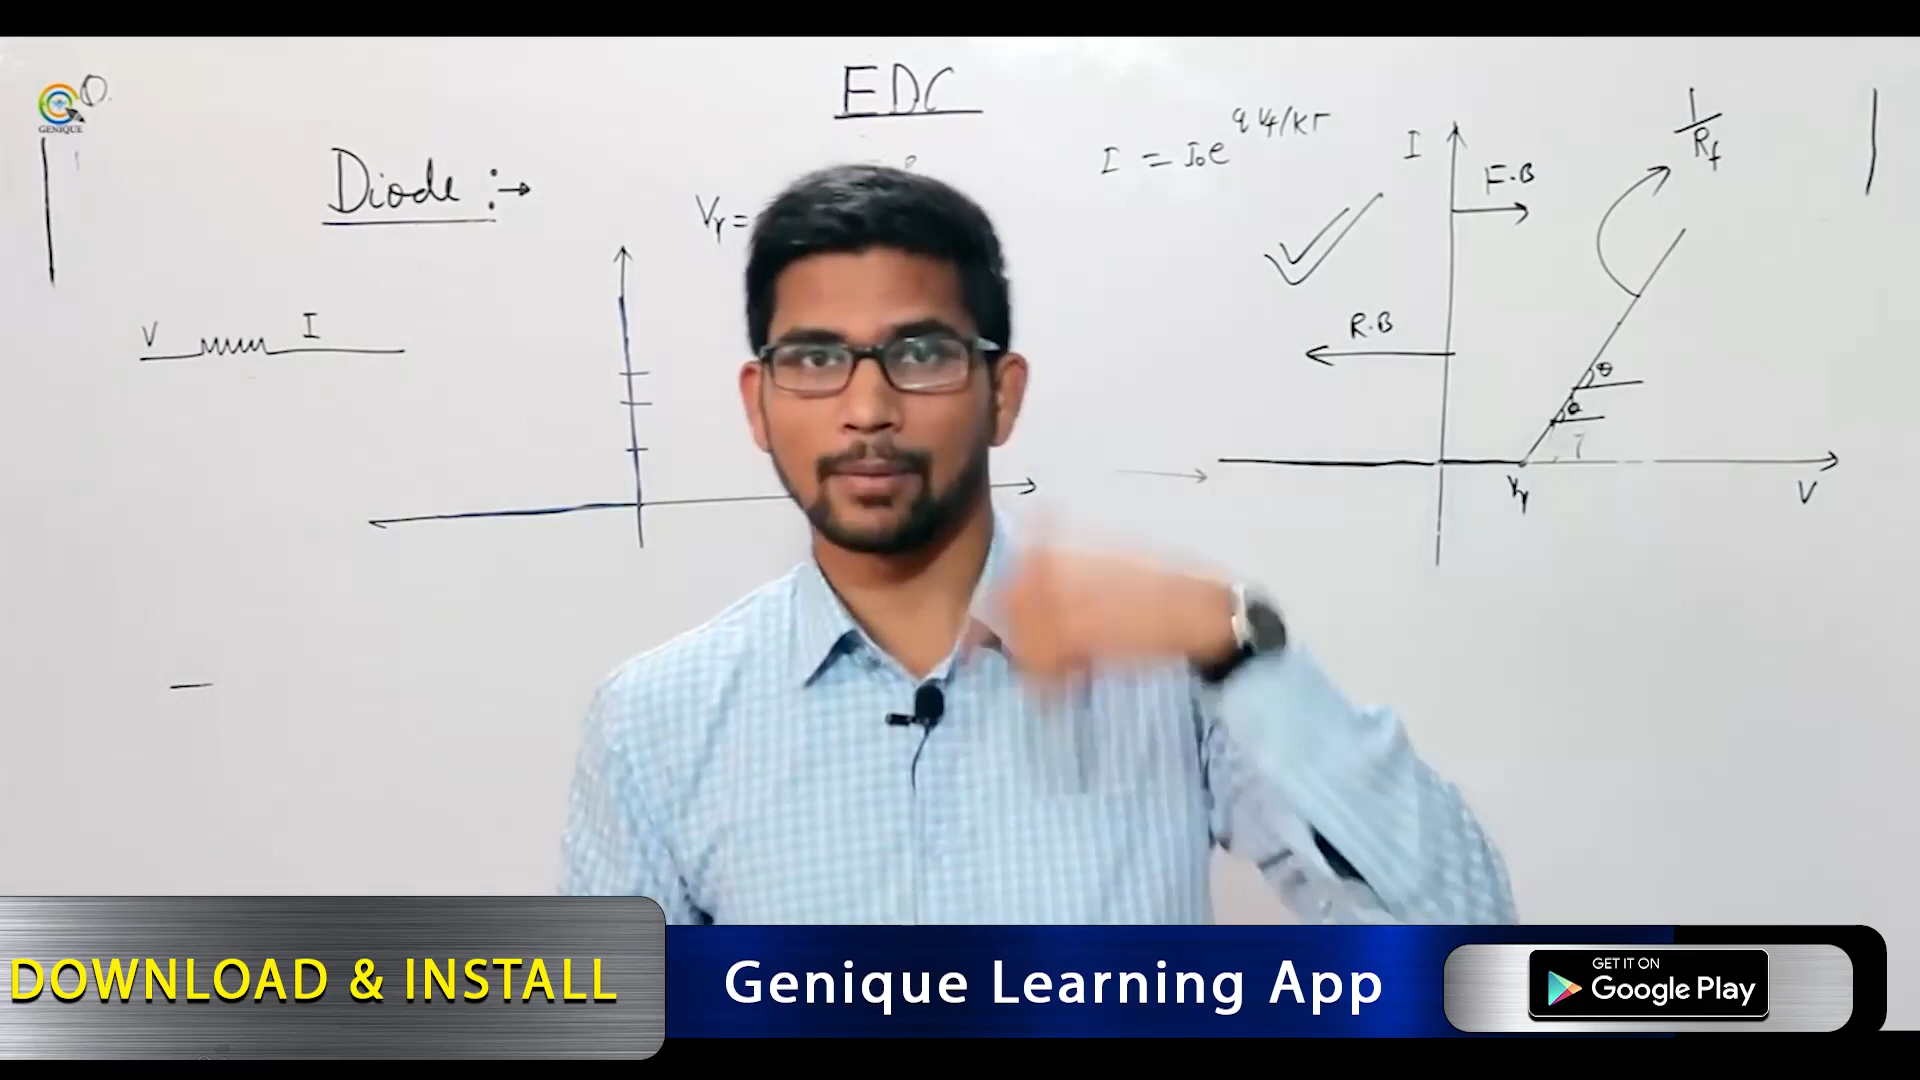 EDC
GENIQUE
Diode :→
Vγ =
I = I₀e^qVf/KT
I
F.B
1/Rf
R.B
V
I
θ
θ
Vγ
V
DOWNLOAD & INSTALL
Genique Learning App
GET IT ON
Google Play